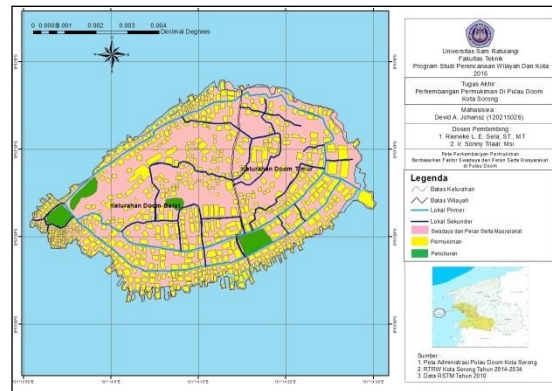 0 0.0005 0.001 0.002 0.003 0.004
Decimal Degrees
Kelurahan Doom Timur
Kelurahan Doom Barat
Universitas Sam Ratulangi
Fakultas Teknik
Program Studi Perencanaan Wilayah Dan Kota
2016
Tugas Akhir :
Perkembangan Permukiman Di Pulau Doom
Kota Sorong
Mahasiswa :
Devid A. Johansz (120215028)
Dosen Pembimbing
1. Rieneke L. E. Sela, ST., MT
2. Ir. Sonny Tilaar, Msi
Peta Perkembangan Permukiman
Berdasarkan Faktor Swadaya dan Peran Serta Masyarakat
di Pulau Doom
Legenda
Batas Kelurahan
Batas Wilayah
Lokal Primer
Lokal Sekunder
Swadaya dan Peran Serta Masyarakat
Permukiman
Pekuburan
Sumber :
1. Peta Administrasi Pulau Doom Kota Sorong
2. RTRW Kota Sorong Tahun 2014-2034
3. Data RSTM Tahun 2010